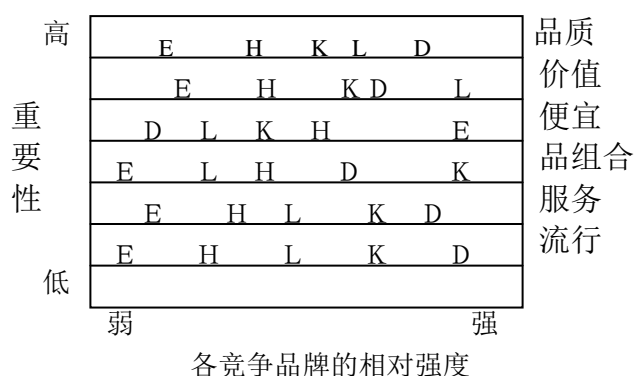 高 E H K L D 品质
E H K D L 价值
重 D L K H E 便宜
要 E L H D K 品组合
性 E H L K D 服务
E H L K D 流行
低
弱 强
各竞争品牌的相对强度